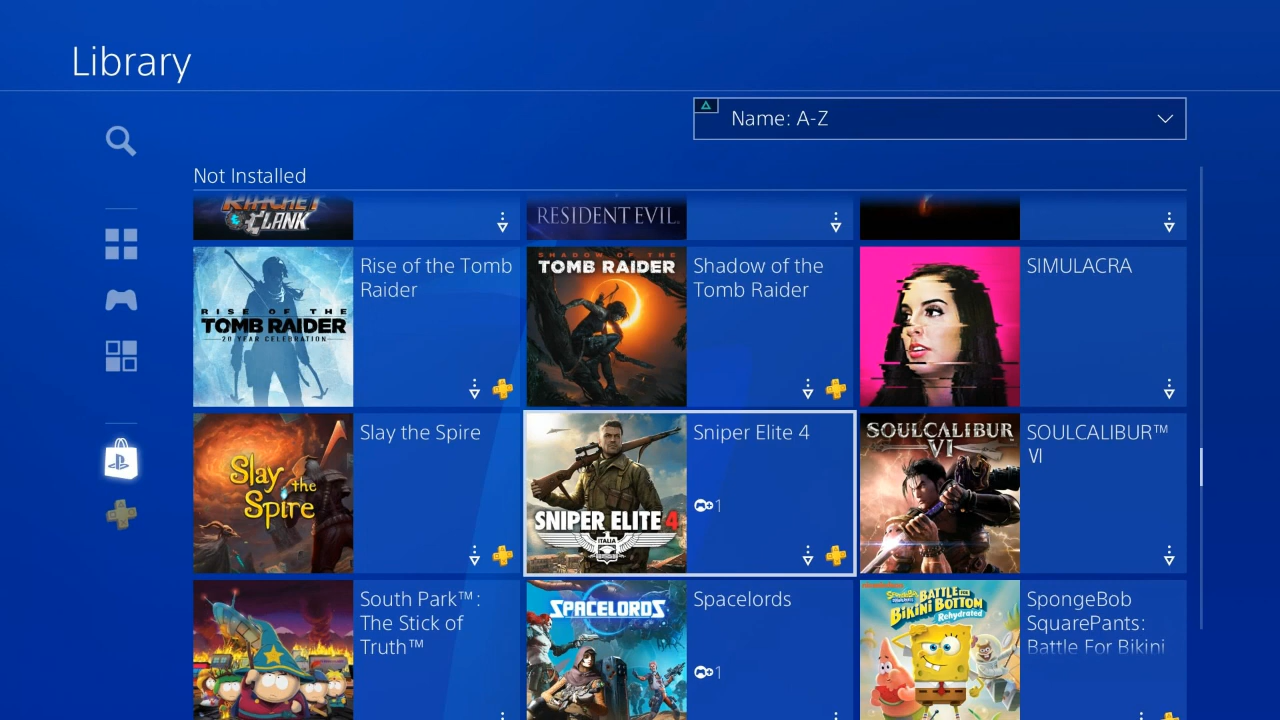 Library
Name: A-Z
Not Installed
RATCHET
CLANK
RESIDENT EVIL
RISE OF THE
TOMB RAIDER
20 YEAR CELEBRATION
Rise of the Tomb
Raider
SHADOW OF THE
TOMB RAIDER
Shadow of the
Tomb Raider
SIMULACRA
Slay the
Spire
Slay the Spire
SNIPER ELITE 4
ITALIA
Sniper Elite 4
1
SOULCALIBUR
VI
SOULCALIBUR™
VI
South Park™:
The Stick of
Truth™
SPACELORDS
Spacelords
1
SpongeBob
SquarePants
BATTLE FOR
BIKINI BOTTOM
Rehydrated
SpongeBob
SquarePants:
Battle For Bikini